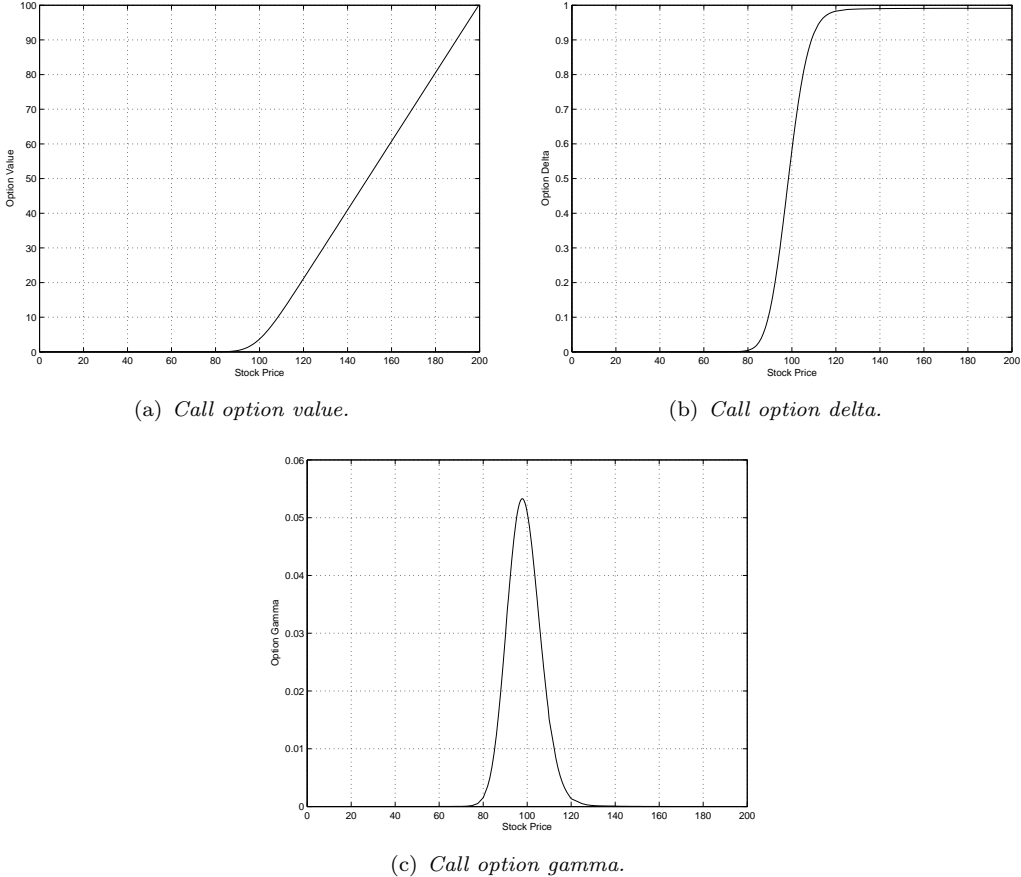 100
90
80
70
60
50
40
30
20
10
0
Option Value
0 20 40 60 80 100 120 140 160 180 200
Stock Price
(a) Call option value.
1
0.9
0.8
0.7
0.6
0.5
0.4
0.3
0.2
0.1
0
Option Delta
0 20 40 60 80 100 120 140 160 180 200
Stock Price
(b) Call option delta.
0.06
0.05
0.04
0.03
0.02
0.01
0
Option Gamma
0 20 40 60 80 100 120 140 160 180 200
Stock Price
(c) Call option gamma.